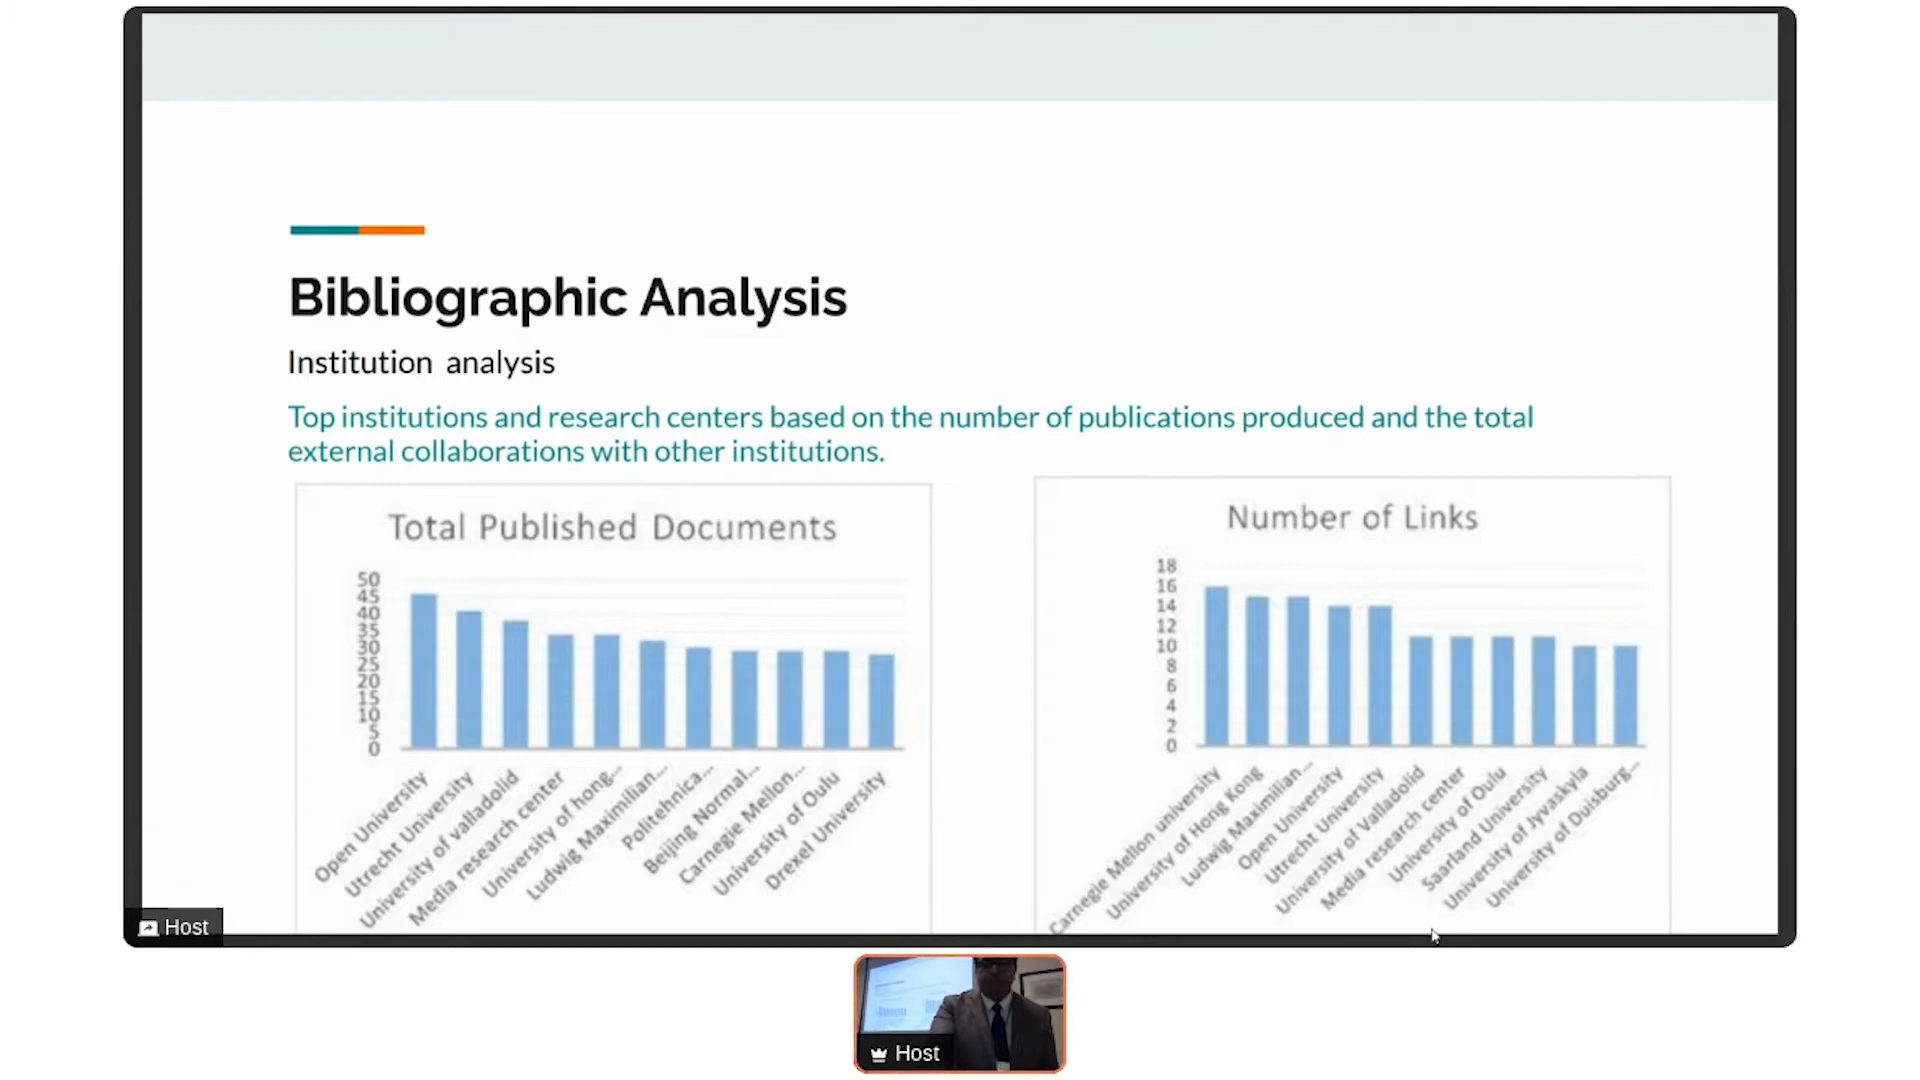 Bibliographic Analysis
Institution analysis
Top institutions and research centers based on the number of publications produced and the total
external collaborations with other institutions.
Total Published Documents
50
45
40
35
30
25
20
15
10
5
0
Open University
Utrecht University
University of valladolid
Media research center
University of hong...
Ludwig Maximilian...
Politehnica...
Beijing Normal...
Carnegie Mellon...
University of Oulu
Drexel University
Number of Links
18
16
14
12
10
8
6
4
2
0
Carnegie Mellon university
University of Hong Kong
Ludwig Maximilian...
Open University
Utrecht University
University of Valladolid
Media research center
University of Oulu
Saarland University
University of Jyvaskyla
University of Duisburg...
Host
Host